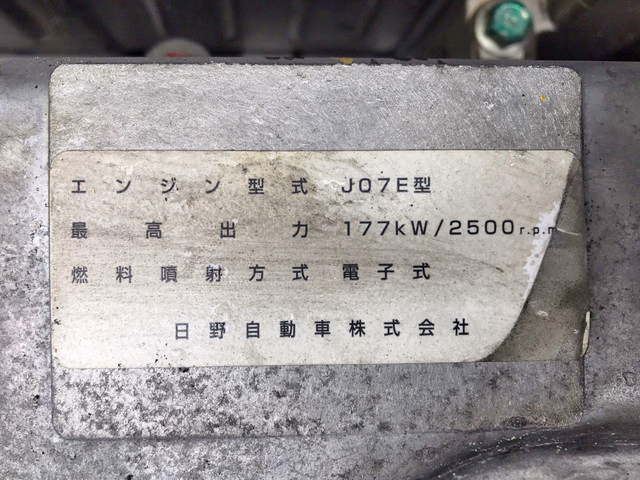 エンジン型式 J07E型
最高出力 177kW/2500r.p.m
燃料噴射方式 電子式
日野自動車株式会社